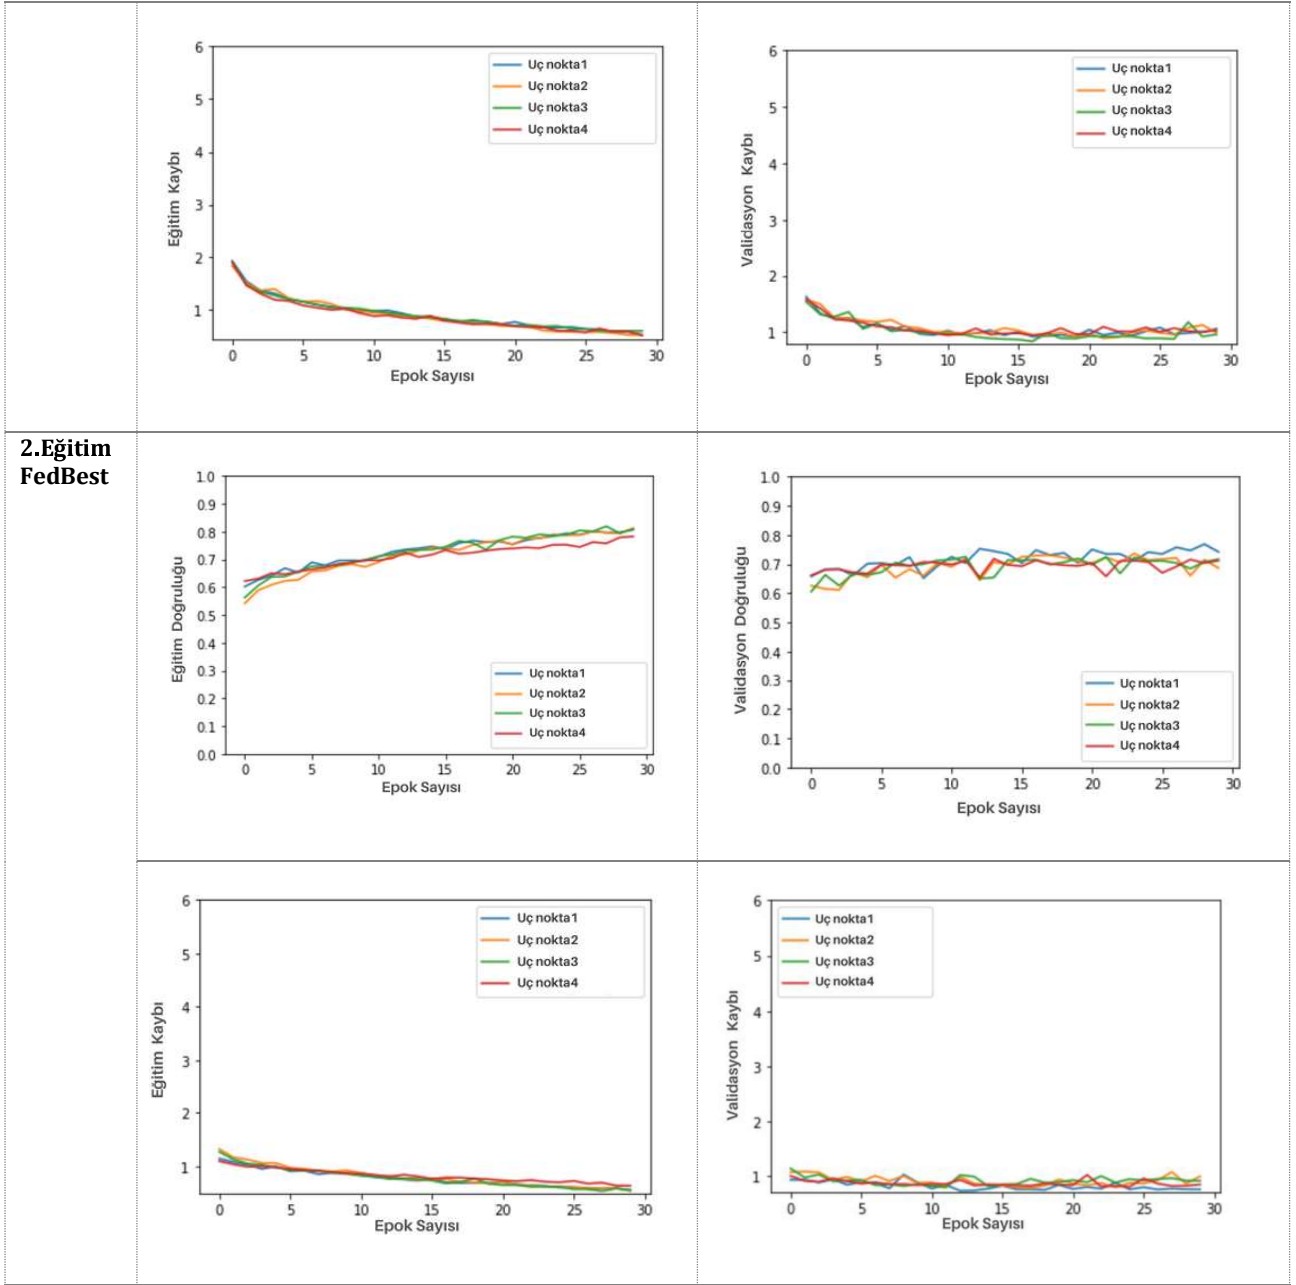 6
5
4
3
2
1
0 5 10 15 20 25 30
Eğitim Kaybı
Epok Sayısı
Uç nokta1
Uç nokta2
Uç nokta3
Uç nokta4
6
5
4
3
2
1
0 5 10 15 20 25 30
Validasyon Kaybı
Epok Sayısı
Uç nokta1
Uç nokta2
Uç nokta3
Uç nokta4
2.Eğitim
FedBest
1.0
0.9
0.8
0.7
0.6
0.5
0.4
0.3
0.2
0.1
0.0
0 5 10 15 20 25 30
Eğitim Doğruluğu
Epok Sayısı
Uç nokta1
Uç nokta2
Uç nokta3
Uç nokta4
1.0
0.9
0.8
0.7
0.6
0.5
0.4
0.3
0.2
0.1
0.0
0 5 10 15 20 25 30
Validasyon Doğruluğu
Epok Sayısı
Uç nokta1
Uç nokta2
Uç nokta3
Uç nokta4
6
5
4
3
2
1
0 5 10 15 20 25 30
Eğitim Kaybı
Epok Sayısı
Uç nokta1
Uç nokta2
Uç nokta3
Uç nokta4
6
5
4
3
2
1
0 5 10 15 20 25 30
Validasyon Kaybı
Epok Sayısı
Uç nokta1
Uç nokta2
Uç nokta3
Uç nokta4